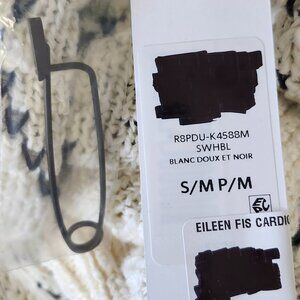 R8PDU-K4588M
SWHBL
BLANC DOUX ET NOIR
S/M P/M
EILEEN FIS CARDIG